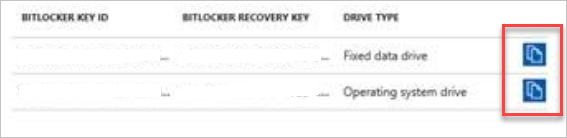 BITLOCKER KEY ID BITLOCKER RECOVERY KEY DRIVE TYPE
... ... Fixed data drive
... ... Operating system drive